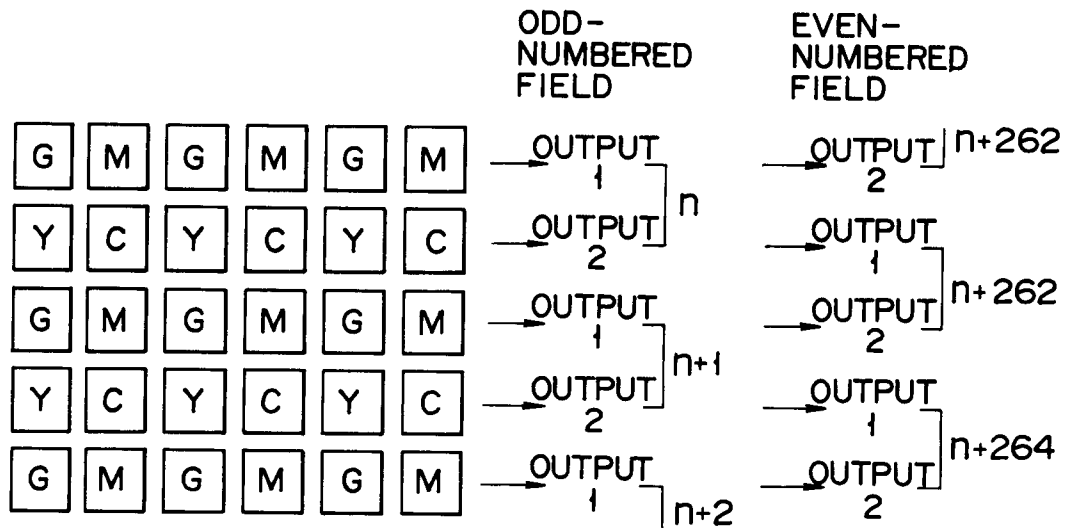 ODD-
NUMBERED
FIELD
EVEN-
NUMBERED
FIELD
G M G M G M
OUTPUT
1
n
OUTPUT
2
n+262
Y C Y C Y C
OUTPUT
2
OUTPUT
1
n+262
G M G M G M
OUTPUT
1
n+1
OUTPUT
2
Y C Y C Y C
OUTPUT
2
OUTPUT
1
n+264
G M G M G M
OUTPUT
1
n+2
OUTPUT
2